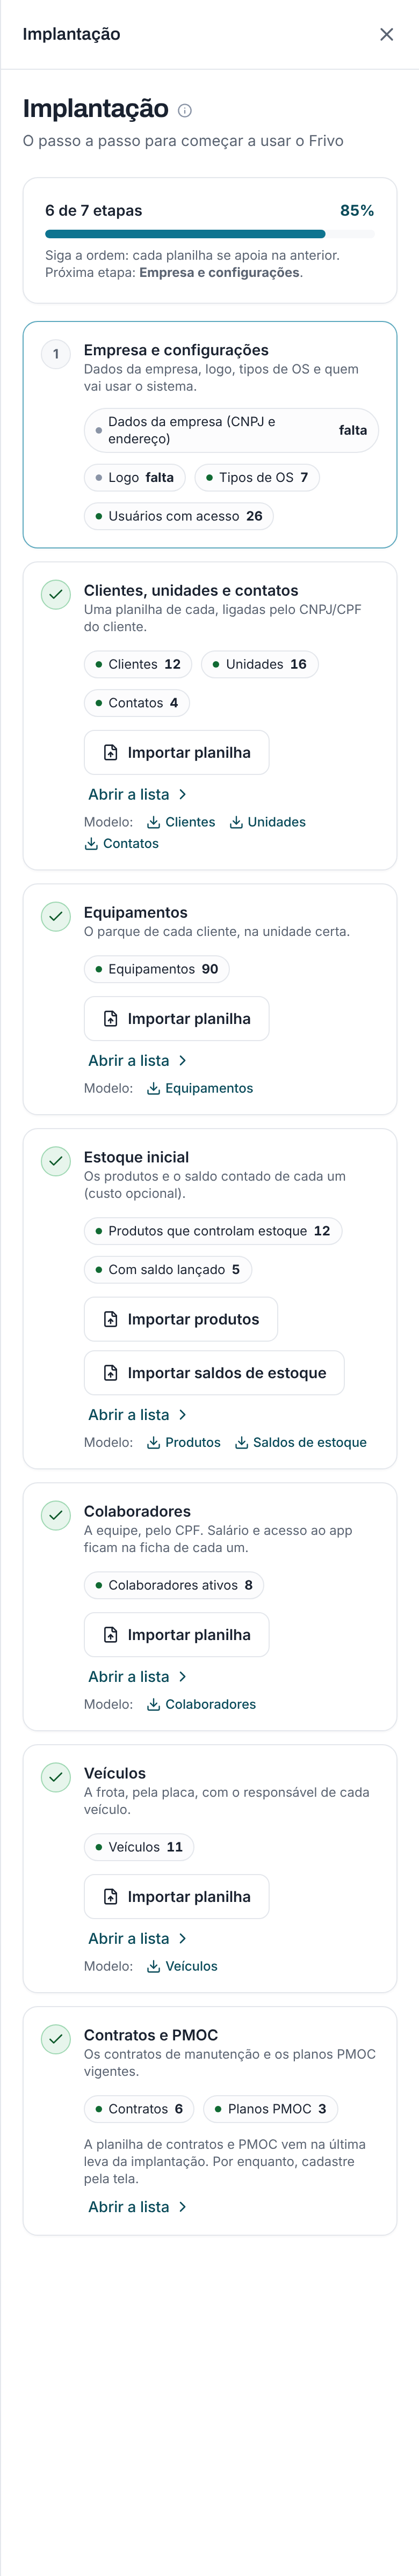 Implantação
Implantação
O passo a passo para começar a usar o Frivo
6 de 7 etapas 85%
Siga a ordem: cada planilha se apoia na anterior.
Próxima etapa: Empresa e configurações.
1 Empresa e configurações
Dados da empresa, logo, tipos de OS e quem
vai usar o sistema.
Dados da empresa (CNPJ e
endereço) falta
Logo falta Tipos de OS 7
Usuários com acesso 26
Clientes, unidades e contatos
Uma planilha de cada, ligadas pelo CNPJ/CPF
do cliente.
Clientes 12 Unidades 16
Contatos 4
Importar planilha
Abrir a lista
Modelo: Clientes Unidades
Contatos
Equipamentos
O parque de cada cliente, na unidade certa.
Equipamentos 90
Importar planilha
Abrir a lista
Modelo: Equipamentos
Estoque inicial
Os produtos e o saldo contado de cada um
(custo opcional).
Produtos que controlam estoque 12
Com saldo lançado 5
Importar produtos
Importar saldos de estoque
Abrir a lista
Modelo: Produtos Saldos de estoque
Colaboradores
A equipe, pelo CPF. Salário e acesso ao app
ficam na ficha de cada um.
Colaboradores ativos 8
Importar planilha
Abrir a lista
Modelo: Colaboradores
Veículos
A frota, pela placa, com o responsável de cada
veículo.
Veículos 11
Importar planilha
Abrir a lista
Modelo: Veículos
Contratos e PMOC
Os contratos de manutenção e os planos PMOC
vigentes.
Contratos 6 Planos PMOC 3
A planilha de contratos e PMOC vem na última
leva da implantação. Por enquanto, cadastre
pela tela.
Abrir a lista